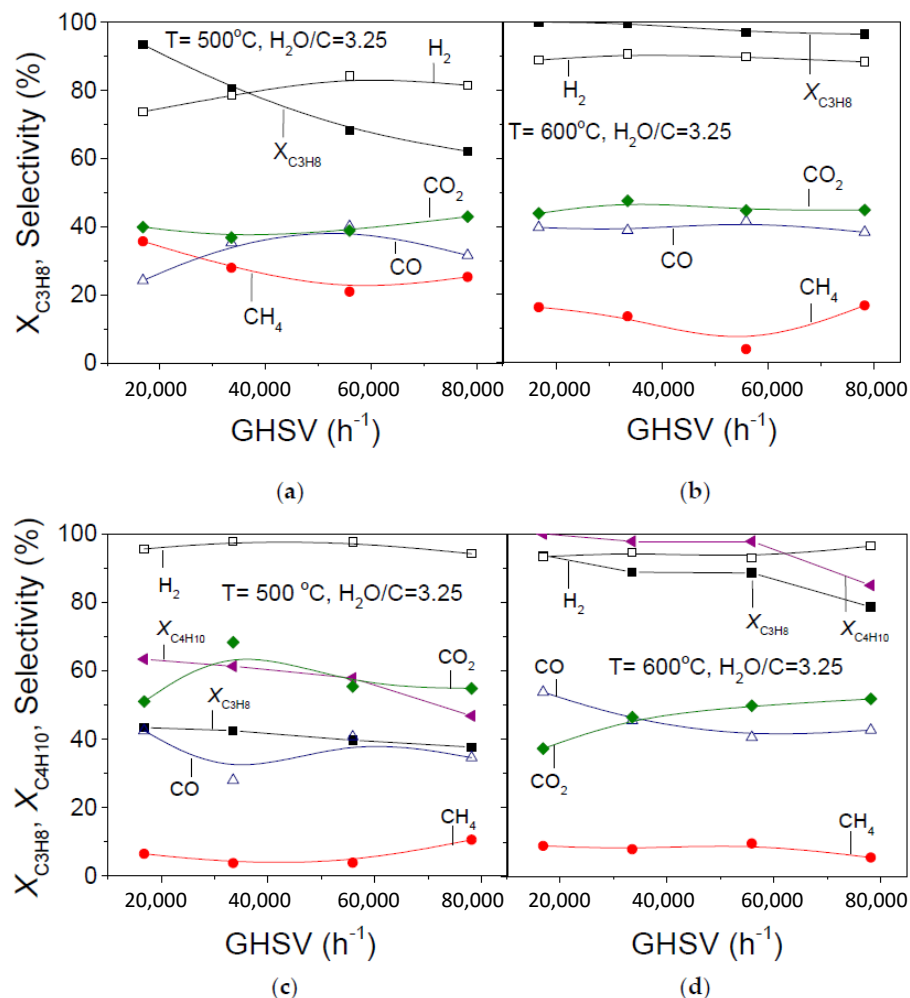 X_C3H8, Selectivity (%)
100
80
60
40
20
0
T= 500°C, H₂O/C=3.25
H₂
X_C3H8
CO₂
CO
CH₄
20,000 40,000 60,000 80,000
GHSV (h⁻¹)
(a)
H₂
X_C3H8
T= 600°C, H₂O/C=3.25
CO₂
CO
CH₄
20,000 40,000 60,000 80,000
GHSV (h⁻¹)
(b)
X_C3H8, X_C4H10, Selectivity (%)
100
80
60
40
20
0
H₂
T= 500 °C, H₂O/C=3.25
X_C4H10
CO₂
X_C3H8
CO
CH₄
20,000 40,000 60,000 80,000
GHSV (h⁻¹)
(c)
H₂
X_C3H8
X_C4H10
CO
T= 600°C, H₂O/C=3.25
CO₂
CH₄
20,000 40,000 60,000 80,000
GHSV (h⁻¹)
(d)